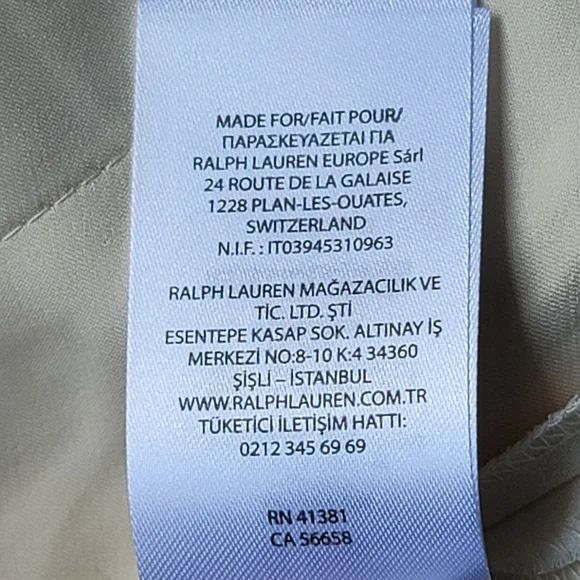 MADE FOR/FAIT POUR/
ΠΑΡΑΣΚΕΥΑΖΕΤΑΙ ΓΙΑ
RALPH LAUREN EUROPE Sárl
24 ROUTE DE LA GALAISE
1228 PLAN-LES-OUATES,
SWITZERLAND
N.I.F. : IT03945310963
RALPH LAUREN MAĞAZACILIK VE
TİC. LTD. ŞTİ
ESENTEPE KASAP SOK. ALTINAY İŞ
MERKEZİ NO:8-10 K:4 34360
ŞİŞLİ – İSTANBUL
WWW.RALPHLAUREN.COM.TR
TÜKETİCİ İLETİŞİM HATTI:
0212 345 69 69
RN 41381
CA 56658